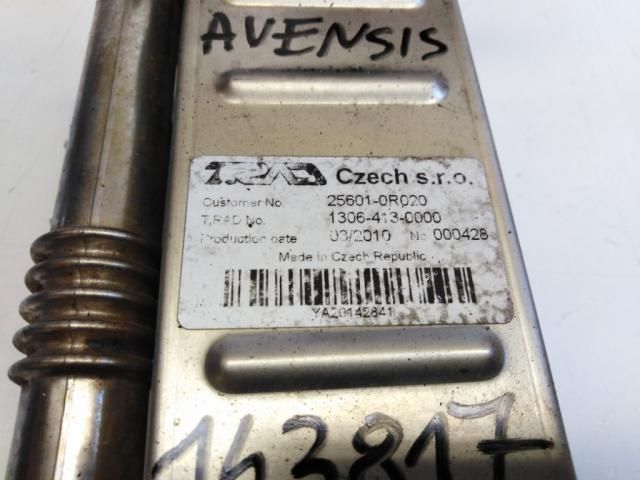 AVENSIS
T.RAD Czech s.r.o.
Customer No. 25601-0R020
T.RAD No. 1306-413-0000
Production date 03/2010 No 000428
Made in Czech Republic
YA20142841
143817